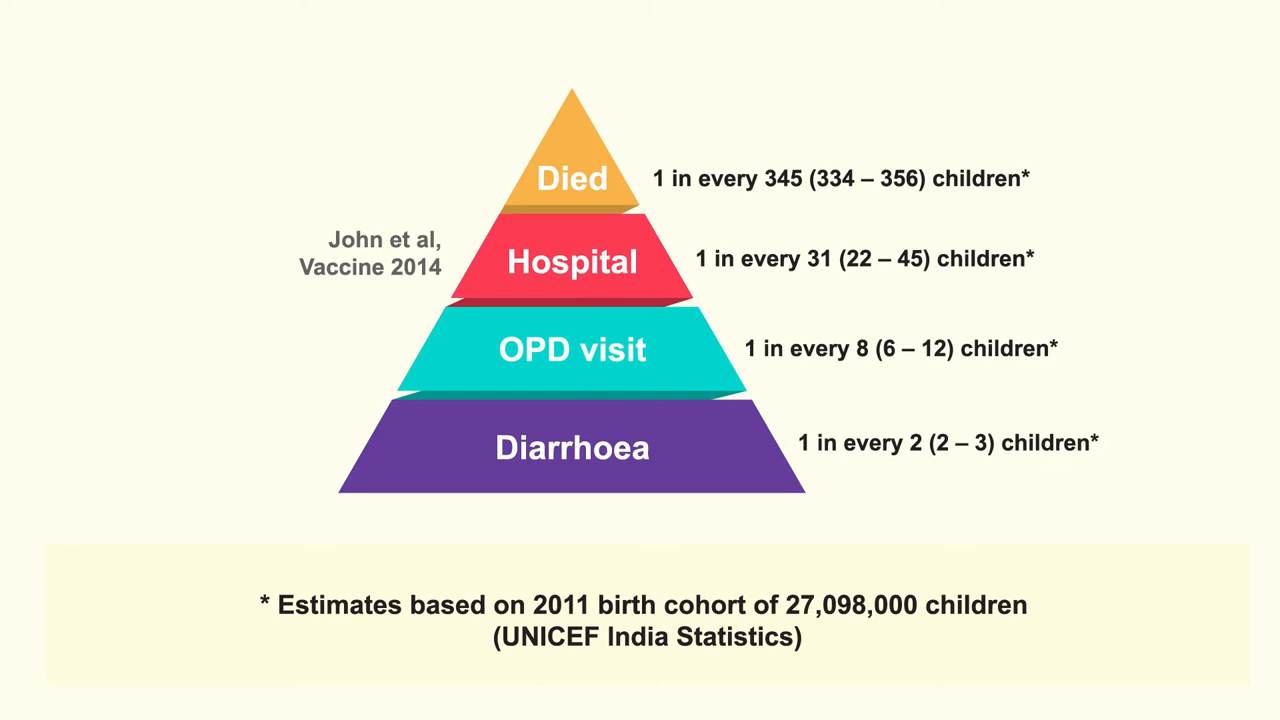 Died
1 in every 345 (334 – 356) children*
John et al,
Vaccine 2014
Hospital
1 in every 31 (22 – 45) children*
OPD visit
1 in every 8 (6 – 12) children*
Diarrhoea
1 in every 2 (2 – 3) children*
* Estimates based on 2011 birth cohort of 27,098,000 children
(UNICEF India Statistics)